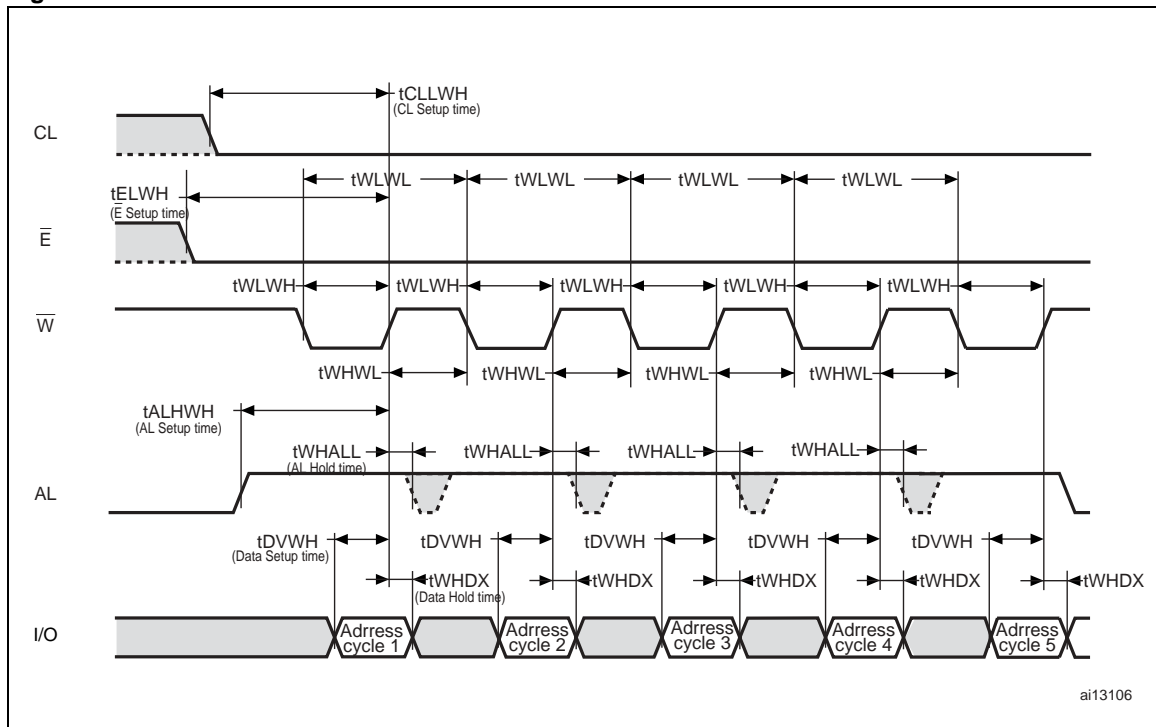 tCLLWH
(CL Setup time)
CL
tWLWL tWLWL tWLWL tWLWL
tELWH
(E Setup time)
E
tWLWH tWLWH tWLWH tWLWH tWLWH
W
tWHWL tWHWL tWHWL tWHWL
tALHWH
(AL Setup time)
tWHALL tWHALL tWHALL tWHALL
(AL Hold time)
AL
tDVWH tDVWH tDVWH tDVWH tDVWH
(Data Setup time)
tWHDX tWHDX tWHDX tWHDX tWHDX
(Data Hold time)
I/O
Adrress Adrress Adrress Adrress Adrress
cycle 1 cycle 2 cycle 3 cycle 4 cycle 5
ai13106